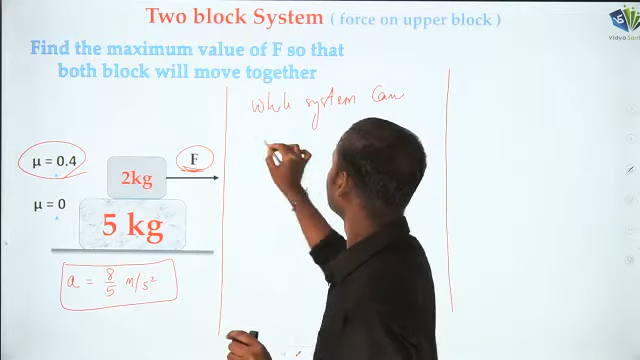 Two block System ( force on upper block )
Find the maximum value of F so that
both block will move together
whole system can
μ = 0.4
F
2kg
μ = 0
5 kg
a = 8/5 m/s²